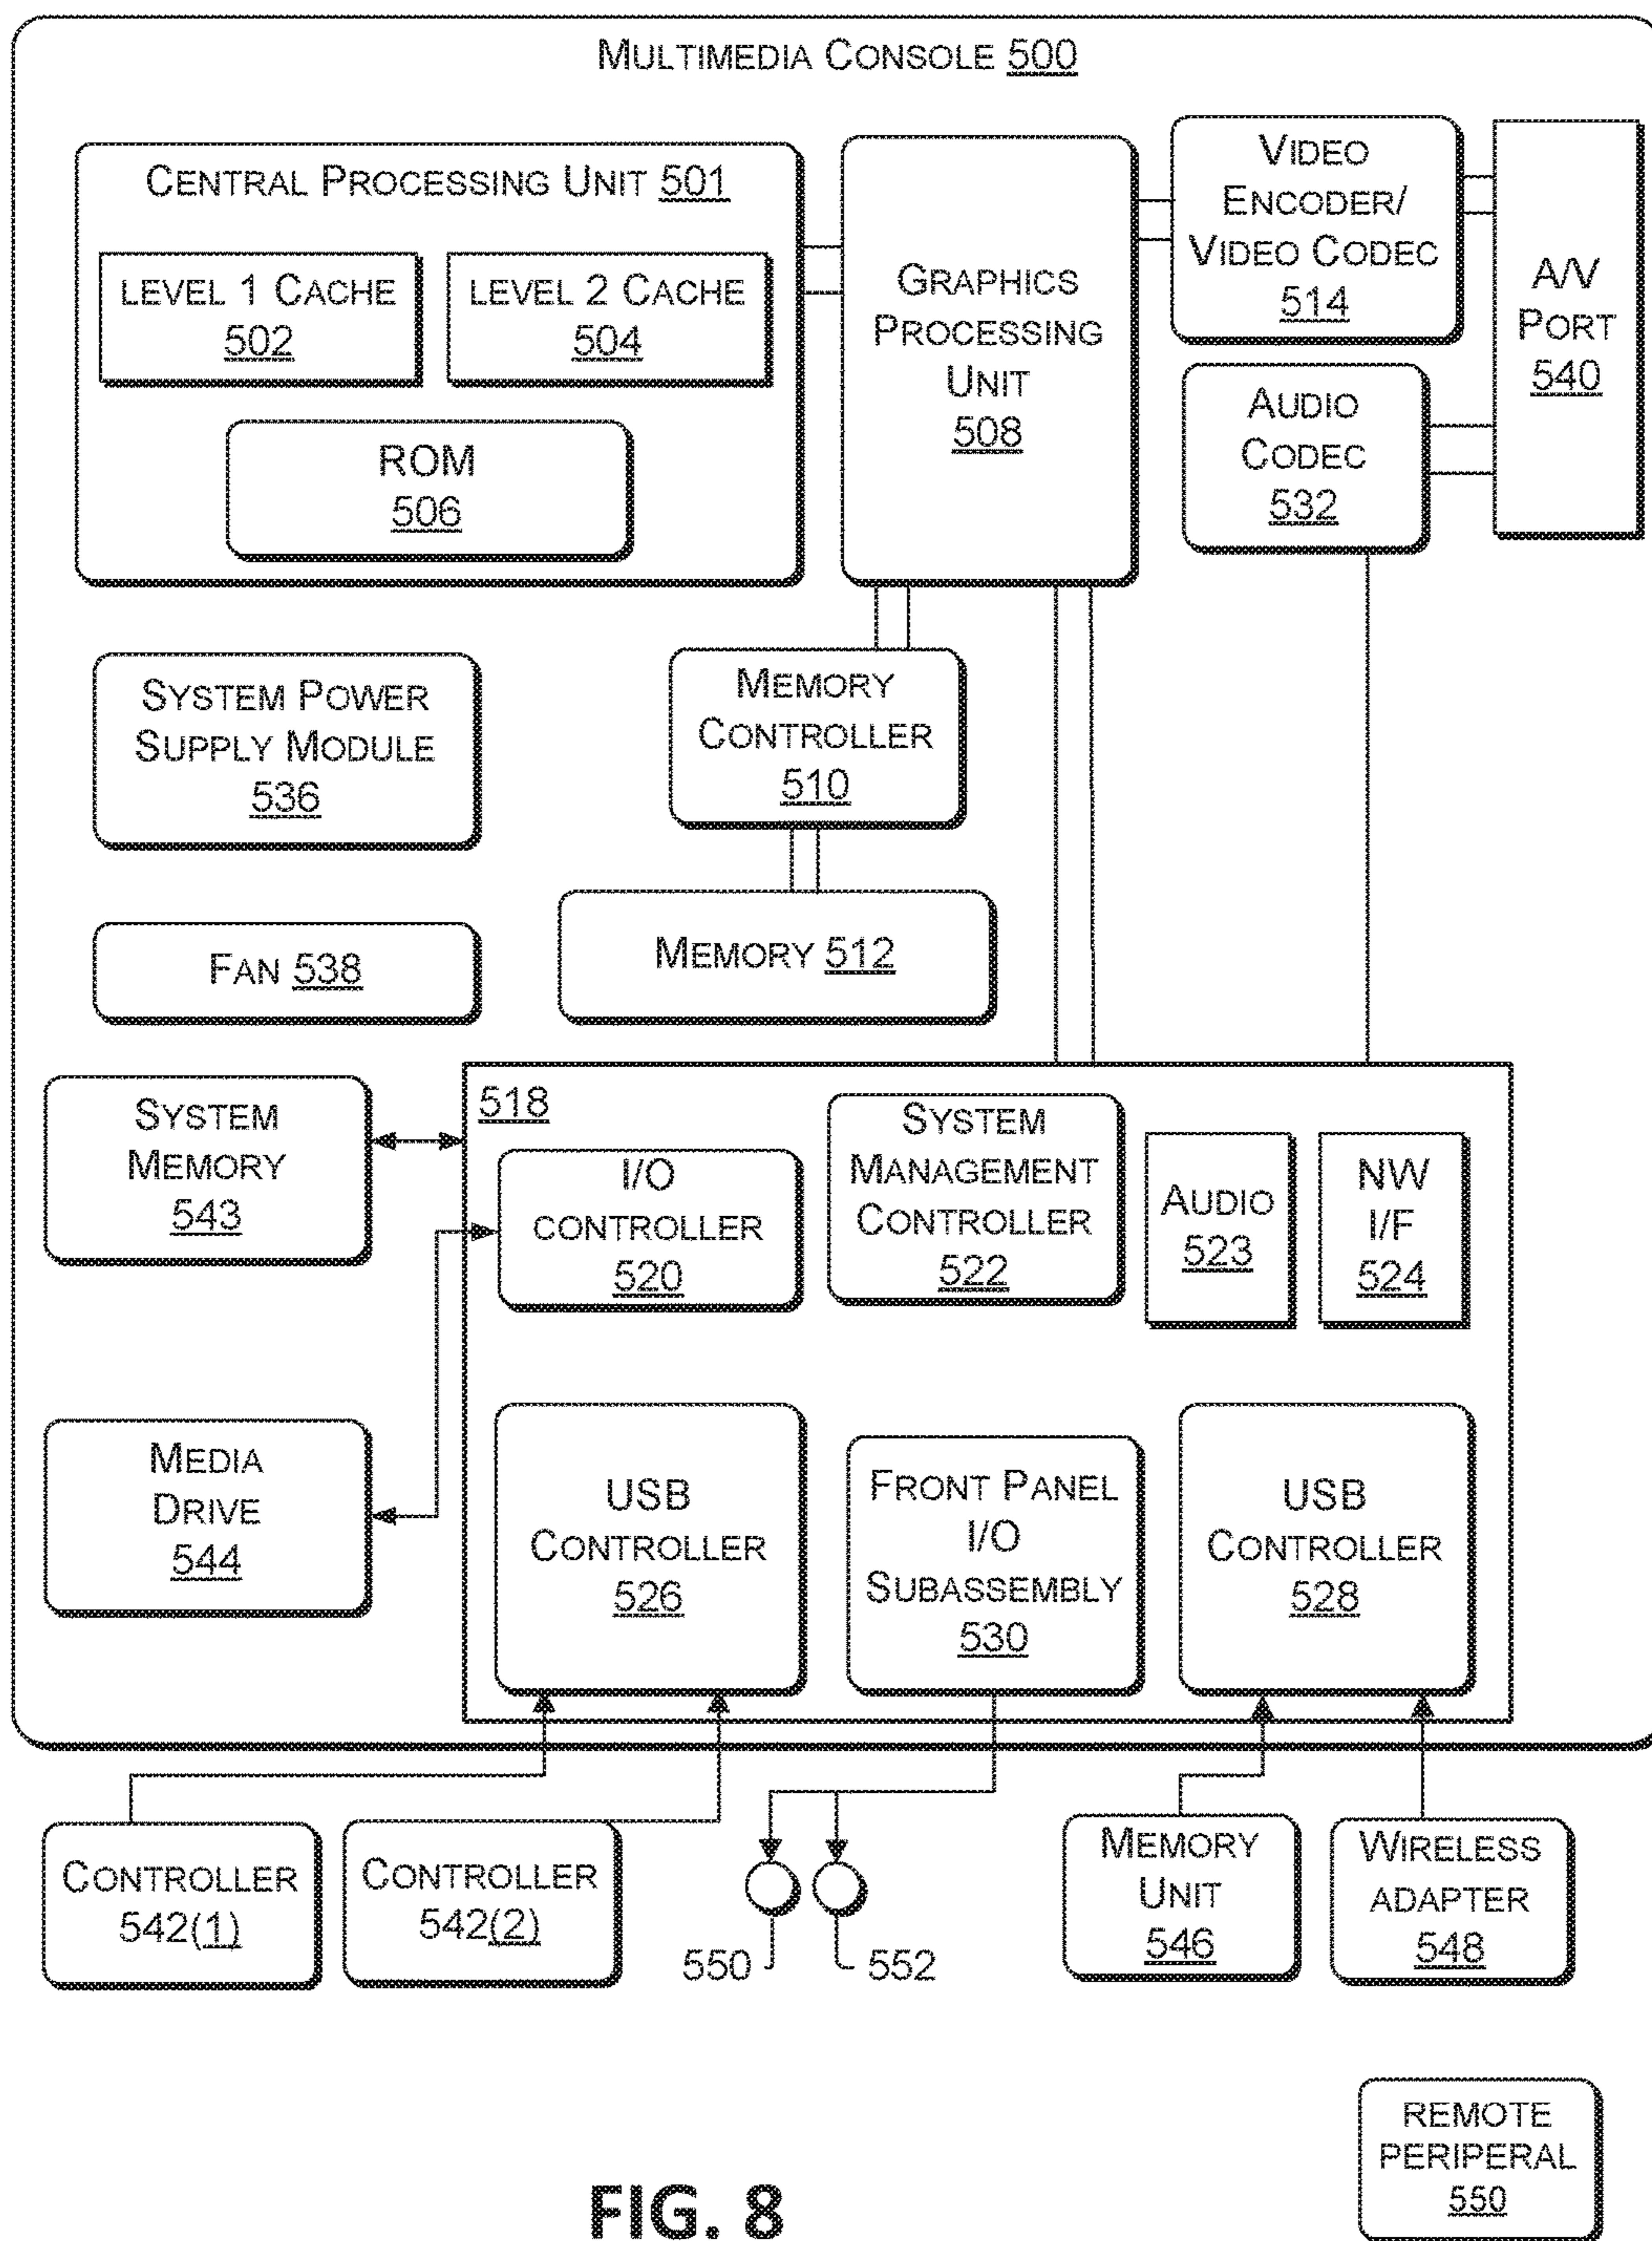 MULTIMEDIA CONSOLE 500
CENTRAL PROCESSING UNIT 501
LEVEL 1 CACHE
502
LEVEL 2 CACHE
504
ROM
506
GRAPHICS
PROCESSING
UNIT
508
VIDEO
ENCODER/
VIDEO CODEC
514
A/V
PORT
540
AUDIO
CODEC
532
SYSTEM POWER
SUPPLY MODULE
536
MEMORY
CONTROLLER
510
FAN 538
MEMORY 512
SYSTEM
MEMORY
543
518
I/O
CONTROLLER
520
SYSTEM
MANAGEMENT
CONTROLLER
522
AUDIO
523
NW
I/F
524
MEDIA
DRIVE
544
USB
CONTROLLER
526
FRONT PANEL
I/O
SUBASSEMBLY
530
USB
CONTROLLER
528
CONTROLLER
542(1)
CONTROLLER
542(2)
550
552
MEMORY
UNIT
546
WIRELESS
ADAPTER
548
REMOTE
PERIPERAL
550
FIG. 8